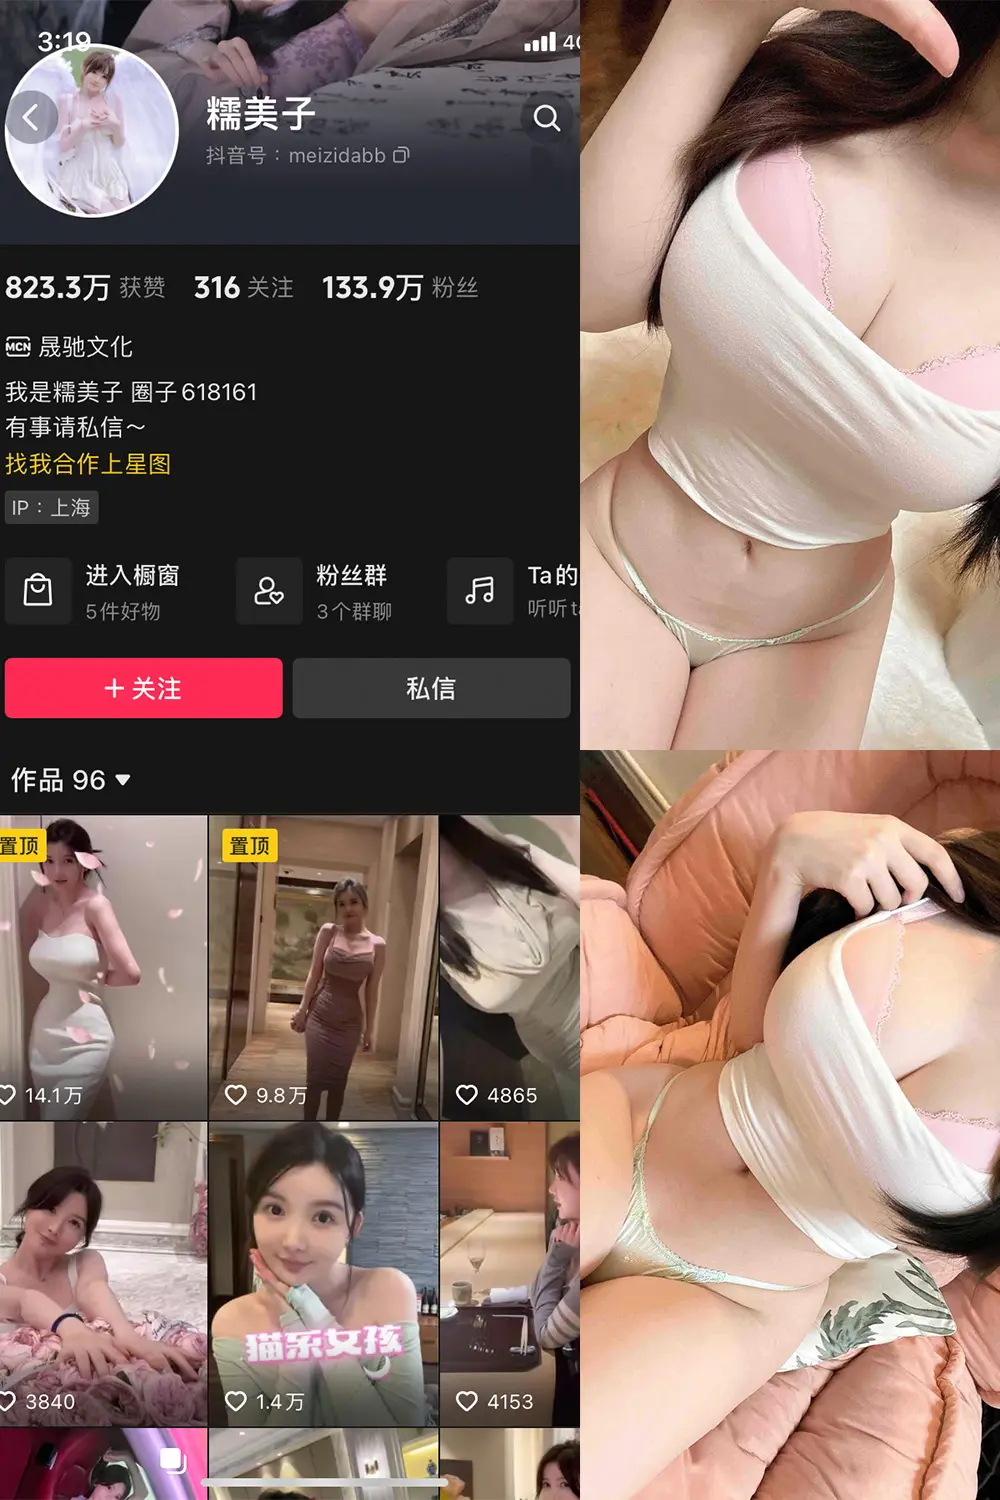 3:19
4G
糯美子
抖音号：meizidabb
823.3万 获赞 316 关注 133.9万 粉丝
MCN 晟驰文化
我是糯美子 圈子618161
有事请私信～
找我合作上星图
IP：上海
进入橱窗
5件好物
粉丝群
3个群聊
Ta的
听听ta
+ 关注
私信
作品 96
置顶
置顶
14.1万
9.8万
4865
猫系女孩
3840
1.4万
4153